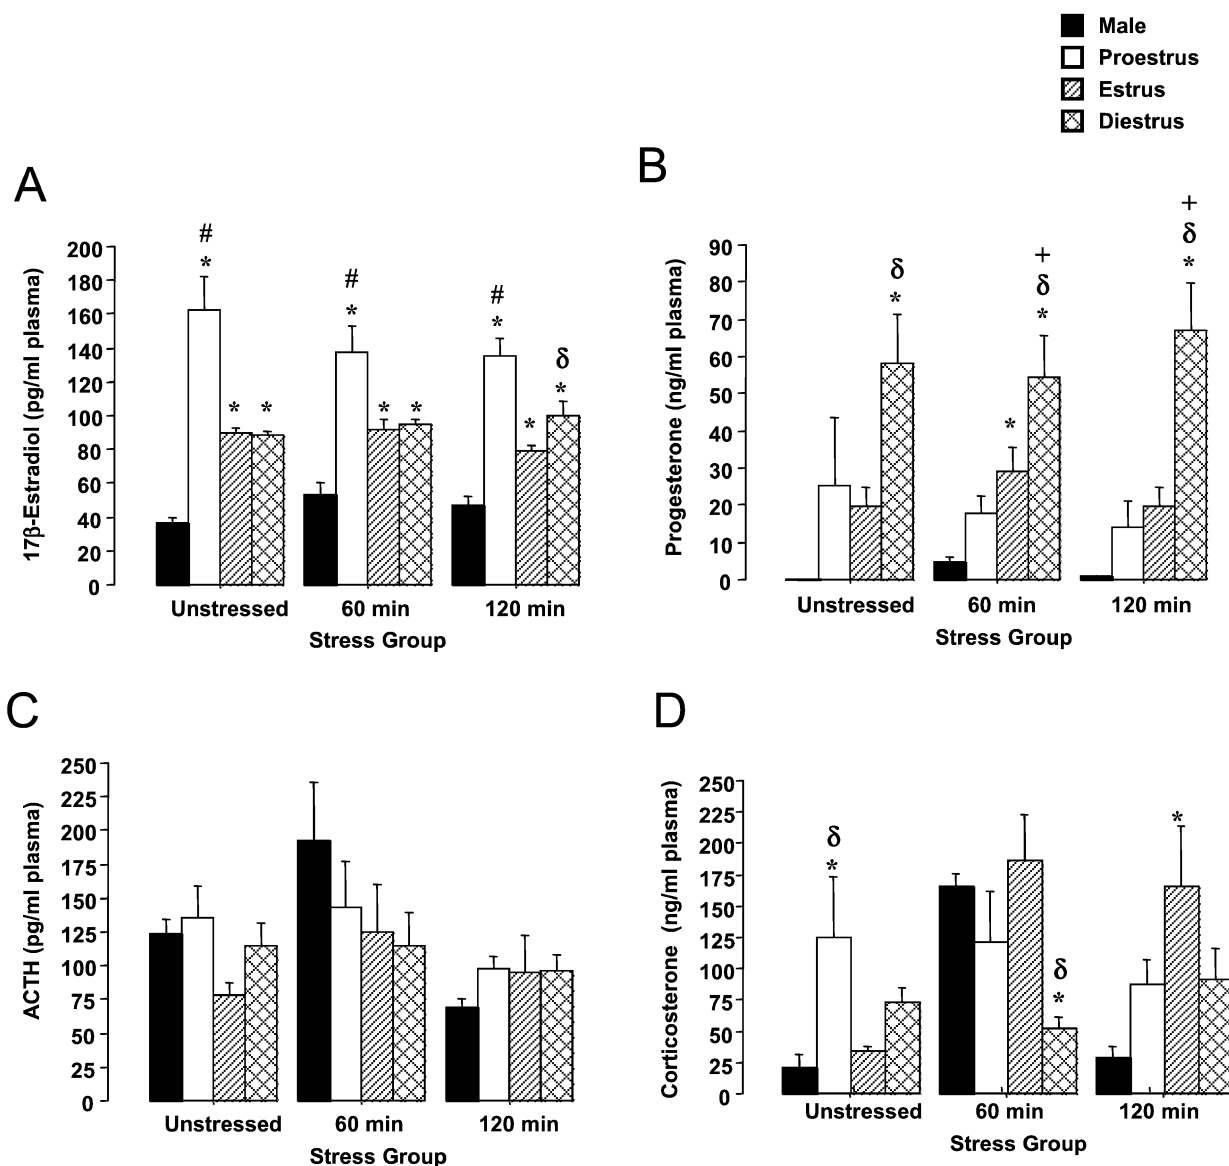 Male
Proestrus
Estrus
Diestrus
A
17β-Estradiol (pg/ml plasma)
200
180
160
140
120
100
80
60
40
20
0
#
*
*
*
#
*
*
*
#
*
*
δ
*
Unstressed 60 min 120 min
Stress Group
B
Progesterone (ng/ml plasma)
90
80
70
60
50
40
30
20
10
0
δ
*
*
+
δ
*
+
δ
*
Unstressed 60 min 120 min
Stress Group
C
ACTH (pg/ml plasma)
250
225
200
175
150
125
100
75
50
25
0
Unstressed 60 min 120 min
Stress Group
D
Corticosterone (ng/ml plasma)
250
225
200
175
150
125
100
75
50
25
0
δ
*
δ
*
*
Unstressed 60 min 120 min
Stress Group